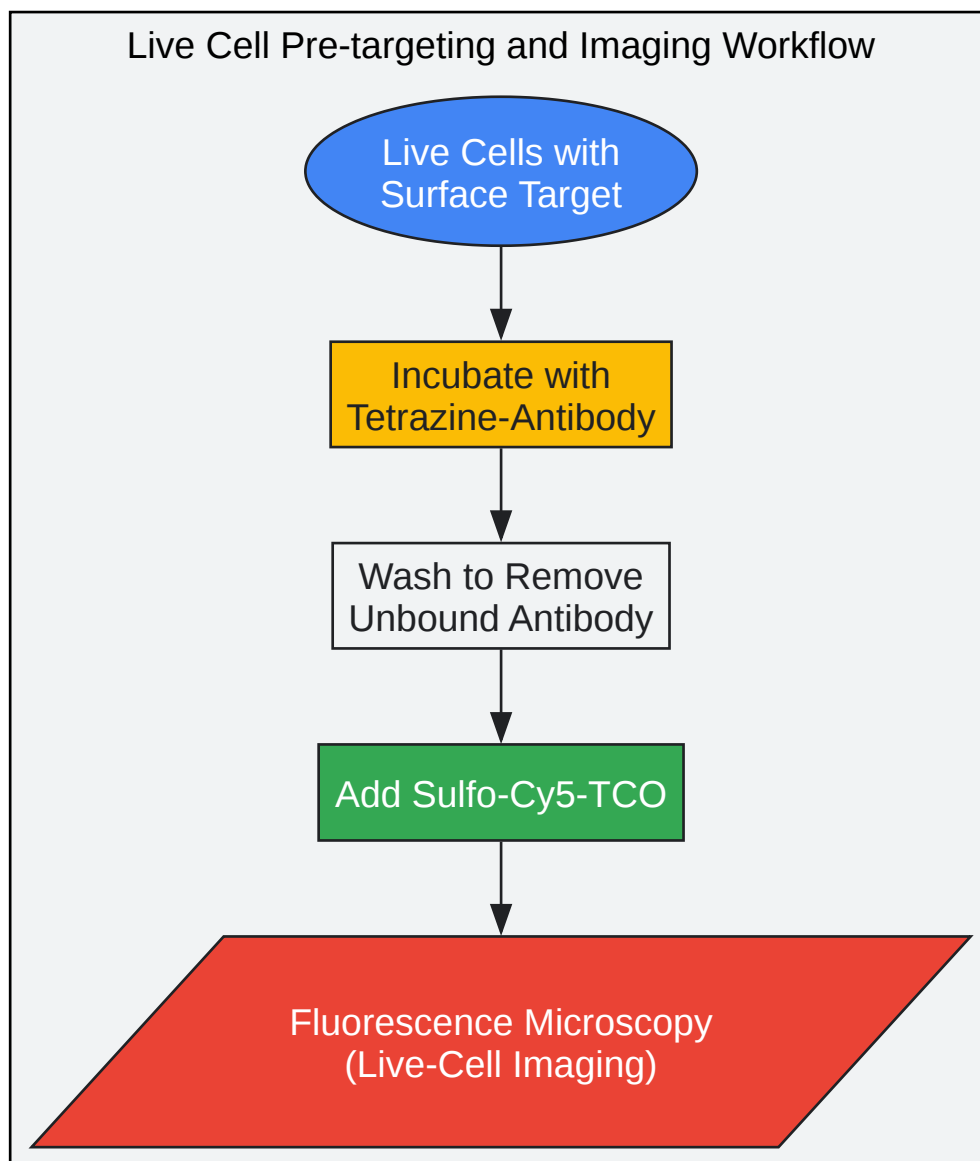 Live Cell Pre-targeting and Imaging Workflow
Live Cells with
Surface Target
Incubate with
Tetrazine-Antibody
Wash to Remove
Unbound Antibody
Add Sulfo-Cy5-TCO
Fluorescence Microscopy
(Live-Cell Imaging)